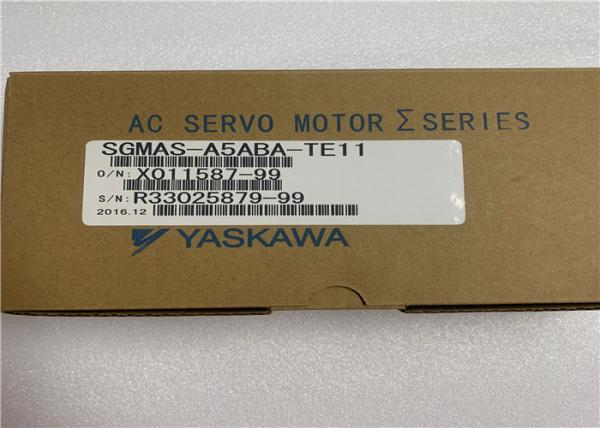 AC SERVO MOTOR Σ SERIES
SGMAS-A5ABA-TE11
O/N: X011587-99
S/N: R33025879-99
2016.12
YASKAWA